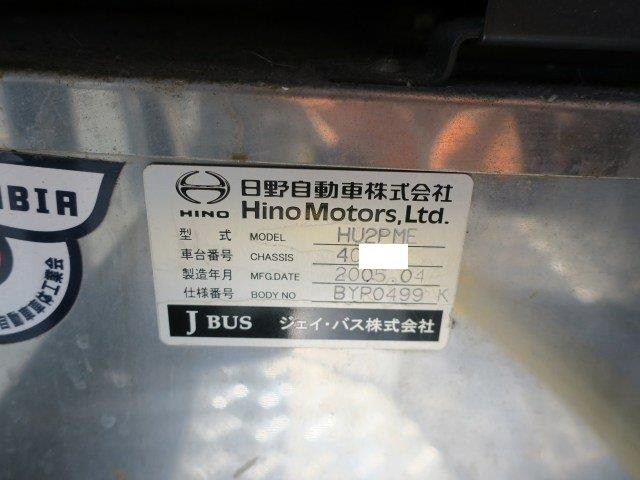 HINO
日野自動車株式会社
Hino Motors, Ltd.
型式 MODEL HU2PME
車台番号 CHASSIS 40
製造年月 MFG.DATE 2005.04
仕様番号 BODY NO BYP0499 K
J BUS ジェイ・バス株式会社
ABIA